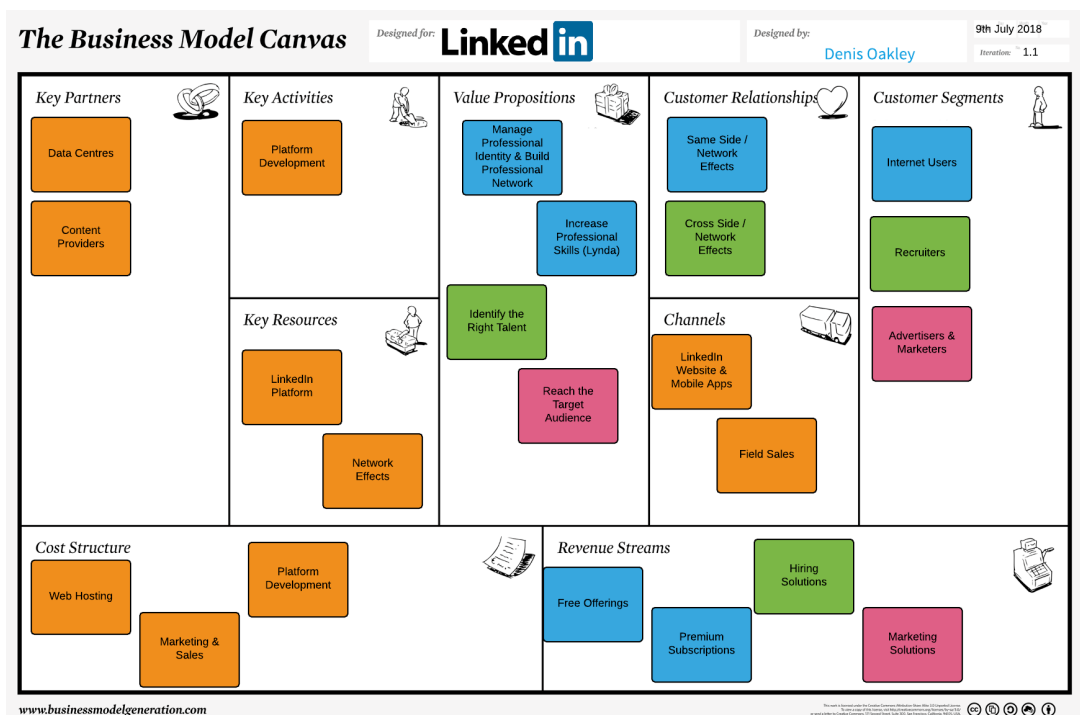 The Business Model Canvas
Designed for:
Linked in
Designed by:
Denis Oakley
9th July 2018
Iteration:
1.1
Key Partners
Data Centres
Content
Providers
Key Activities
Platform
Development
Key Resources
LinkedIn
Platform
Network
Effects
Value Propositions
Manage
Professional
Identity & Build
Professional
Network
Increase
Professional
Skills (Lynda)
Identify the
Right Talent
Reach the
Target
Audience
Customer Relationships
Same Side /
Network
Effects
Cross Side /
Network
Effects
Channels
LinkedIn
Website &
Mobile Apps
Field Sales
Customer Segments
Internet Users
Recruiters
Advertisers &
Marketers
Cost Structure
Web Hosting
Marketing &
Sales
Platform
Development
Revenue Streams
Free Offerings
Premium
Subscriptions
Hiring
Solutions
Marketing
Solutions
www.businessmodelgeneration.com